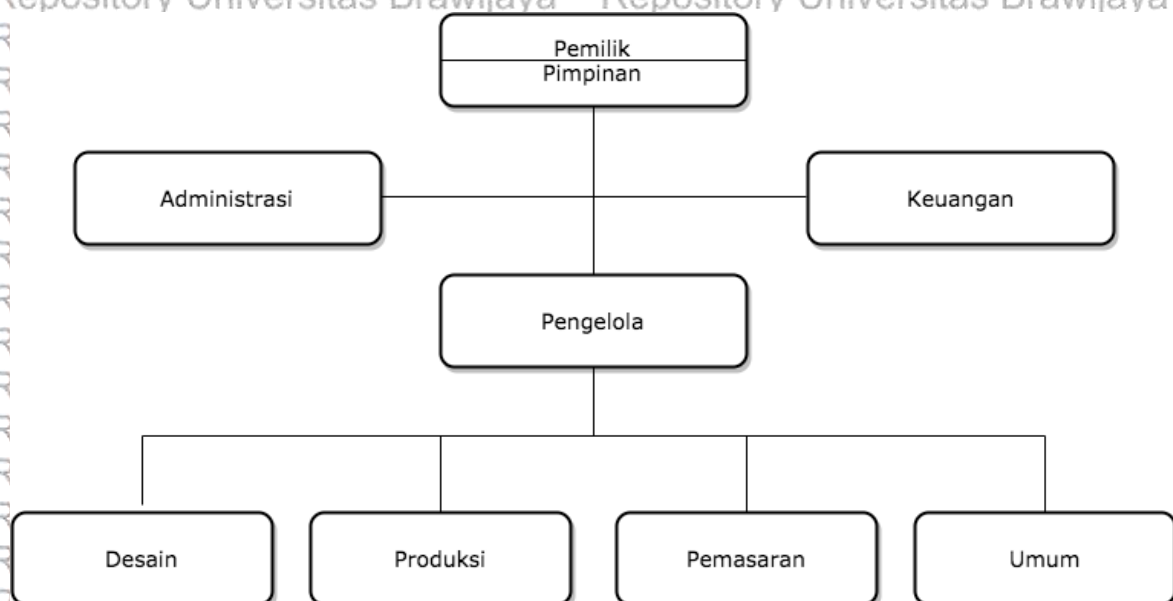 Repository Universitas Brawijaya Repository Universitas Brawijaya
Pemilik
Pimpinan
Administrasi
Keuangan
Pengelola
Desain
Produksi
Pemasaran
Umum